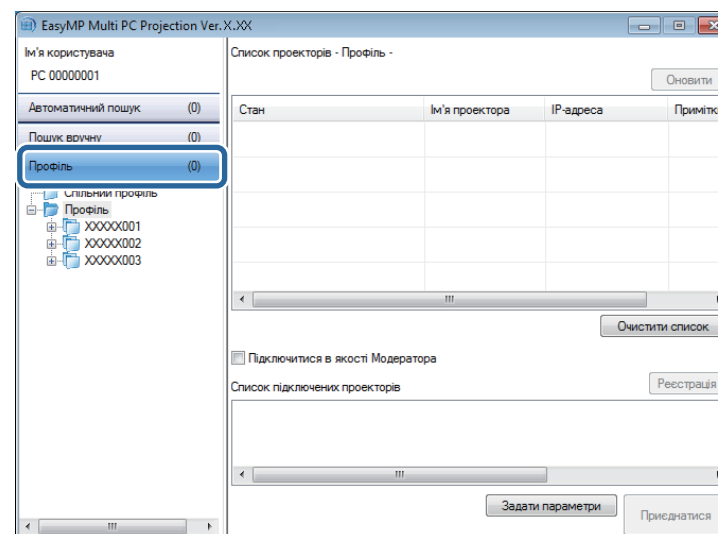 EasyMP Multi PC Projection Ver.X.XX
Ім'я користувача
PC 00000001
Автоматичний пошук (0)
Пошук вручну (0)
Профіль (0)
Спільний профіль
Профіль
XXXXX001
XXXXX002
XXXXX003
Список проекторів - Профіль -
Оновити
Стан Ім'я проектора IP-адреса Примітк
Очистити список
Підключитися в якості Модератора
Список підключених проекторів
Реєстрація
Задати параметри
Приєднатися